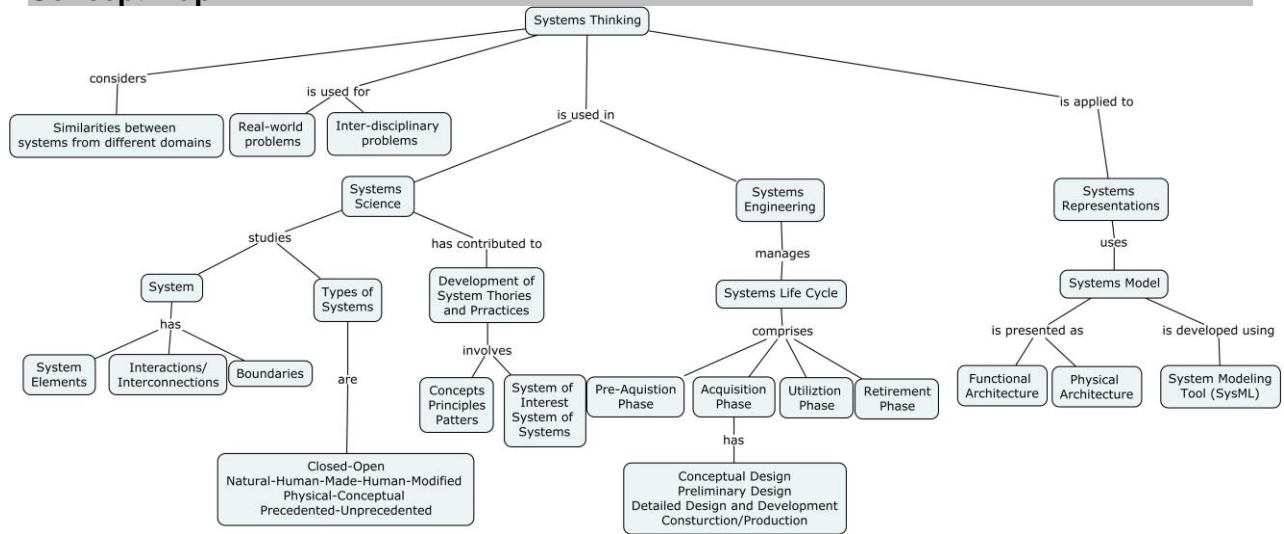 Systems Thinking
considers
is used for
is used in
is applied to
Similarities between
systems from different domains
Real-world
problems
Inter-disciplinary
problems
Systems
Science
Systems
Engineering
Systems
Representations
studies
has contributed to
manages
uses
System
Types of
Systems
Development of
System Thories
and Prractices
Systems Life Cycle
Systems Model
has
involves
comprises
is presented as
is developed using
System
Elements
Interactions/
Interconnections
Boundaries
are
Concepts
Principles
Patters
System of
Interest
System of
Systems
Pre-Aquistion
Phase
Acquisition
Phase
Utiliztion
Phase
Retirement
Phase
Functional
Architecture
Physical
Architecture
System Modeling
Tool (SysML)
has
Closed-Open
Natural-Human-Made-Human-Modified
Physical-Conceptual
Precedented-Unprecedented
Conceptual Design
Preliminary Design
Detailed Design and Development
Consturction/Production